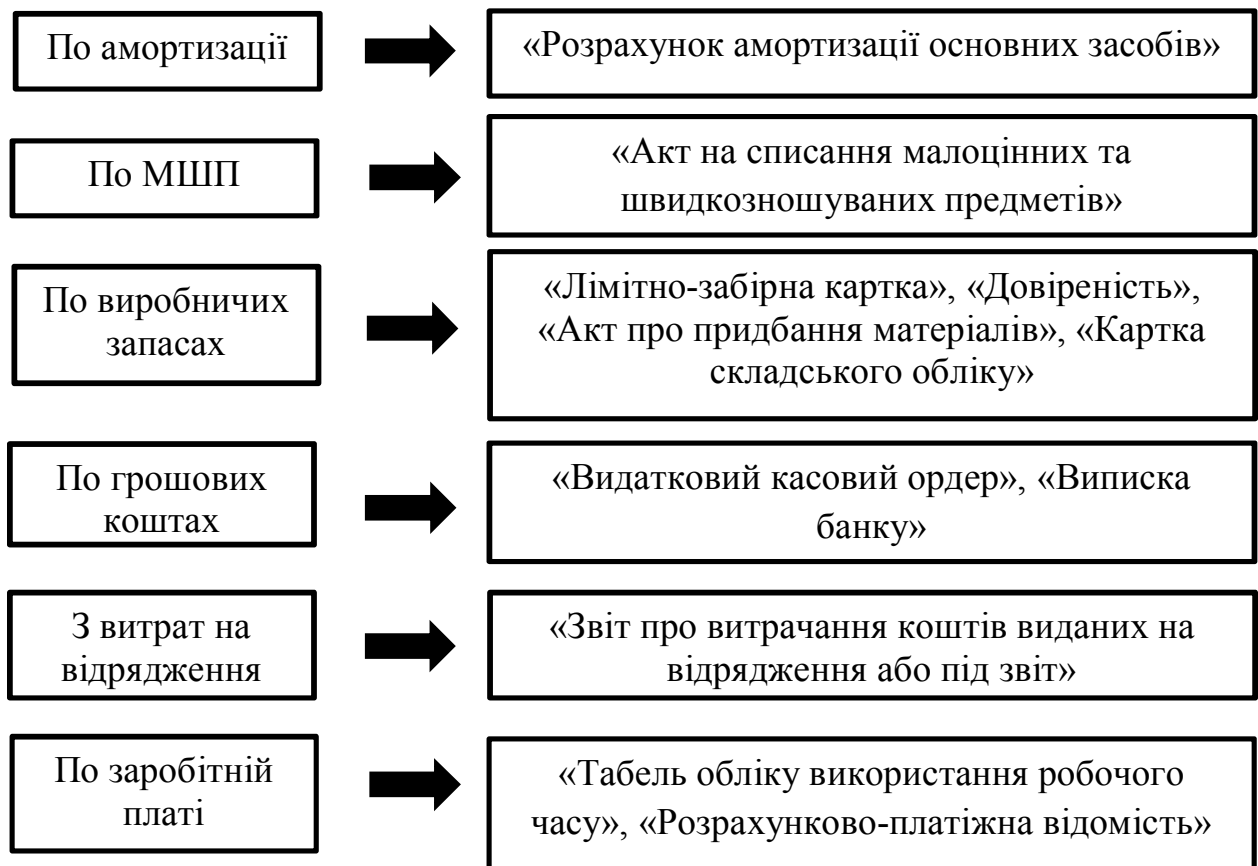 По амортизації
«Розрахунок амортизації основних засобів»
По МШП
«Акт на списання малоцінних та
швидкозношуваних предметів»
По виробничих
запасах
«Лімітно-забірна картка», «Довіреність»,
«Акт про придбання матеріалів», «Картка
складського обліку»
По грошових
коштах
«Видатковий касовий ордер», «Виписка
банку»
З витрат на
відрядження
«Звіт про витрачання коштів виданих на
відрядження або під звіт»
По заробітній
платі
«Табель обліку використання робочого
часу», «Розрахунково-платіжна відомість»